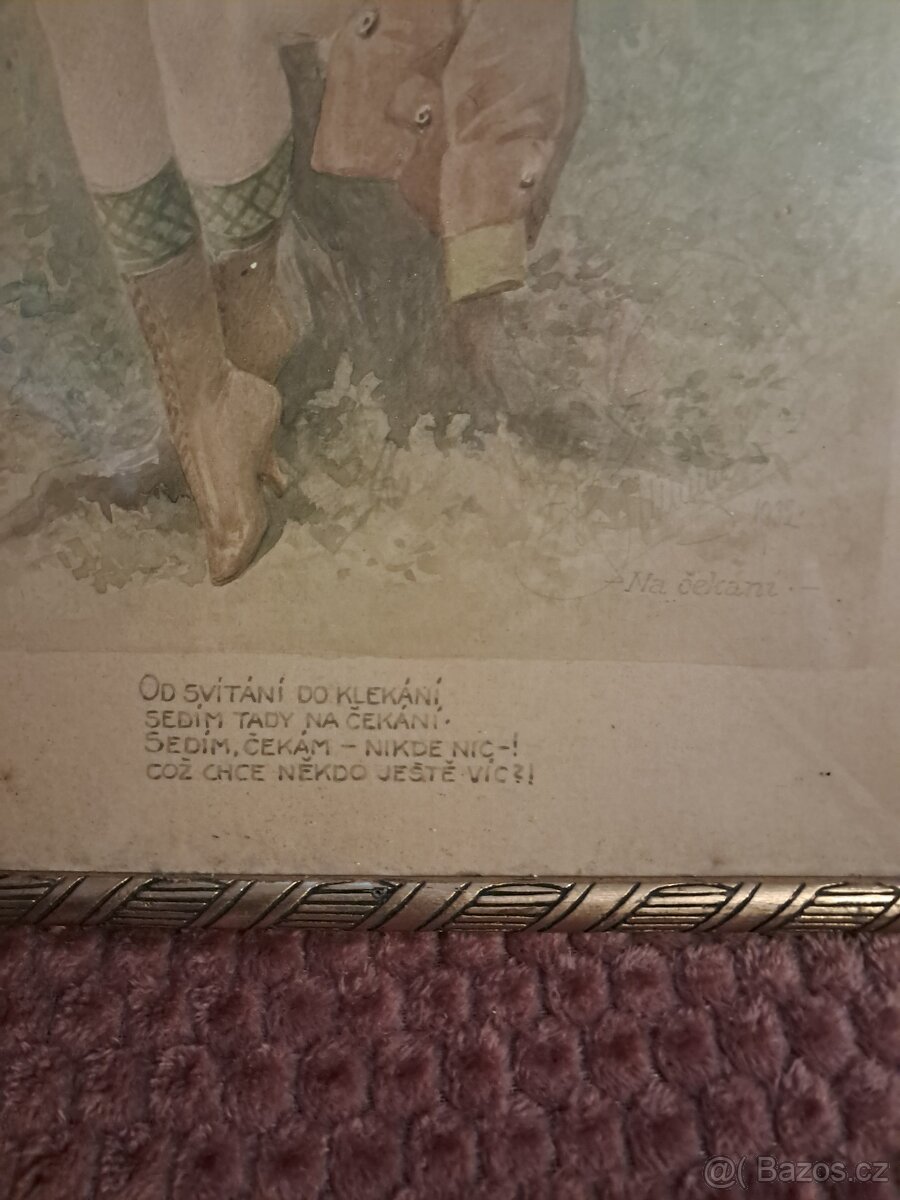 - Na čekání. -
OD SVÍTÁNÍ DO KLEKÁNÍ
SEDÍM TADY NA ČEKÁNÍ.
SEDÍM, ČEKÁM - NIKDE NIC -!
COŽ CHCE NĚKDO JEŠTĚ VÍC?!
@( Bazos.cz